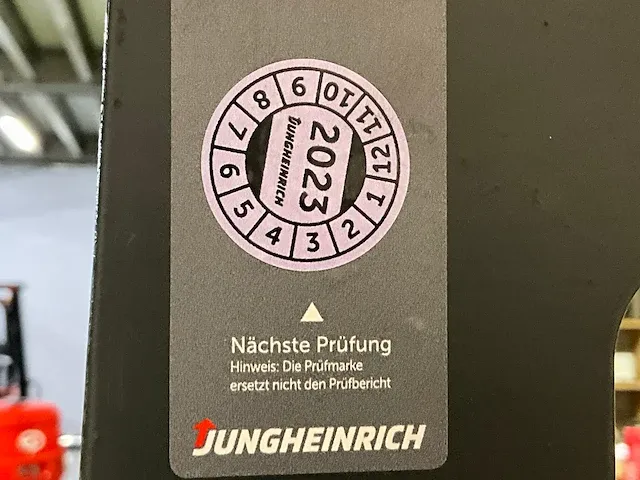 1 2 3 4 5 6 7 8 9 10 11 12
JUNGHEINRICH
2023
Nächste Prüfung
Hinweis: Die Prüfmarke
ersetzt nicht den Prüfbericht
JUNGHEINRICH